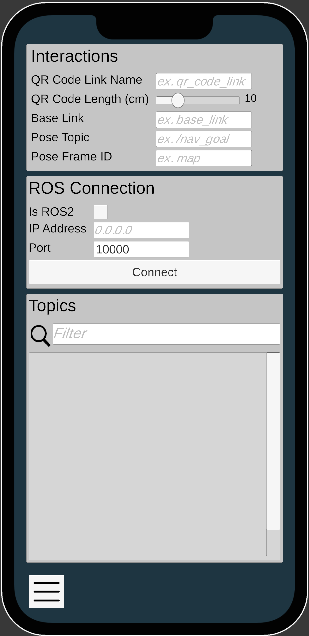 Interactions
QR Code Link Name ex. qr_code_link
QR Code Length (cm) 10
Base Link ex. base_link
Pose Topic ex. /nav_goal
Pose Frame ID ex. map
ROS Connection
Is ROS2
IP Address 0.0.0.0
Port 10000
Connect
Topics
Filter